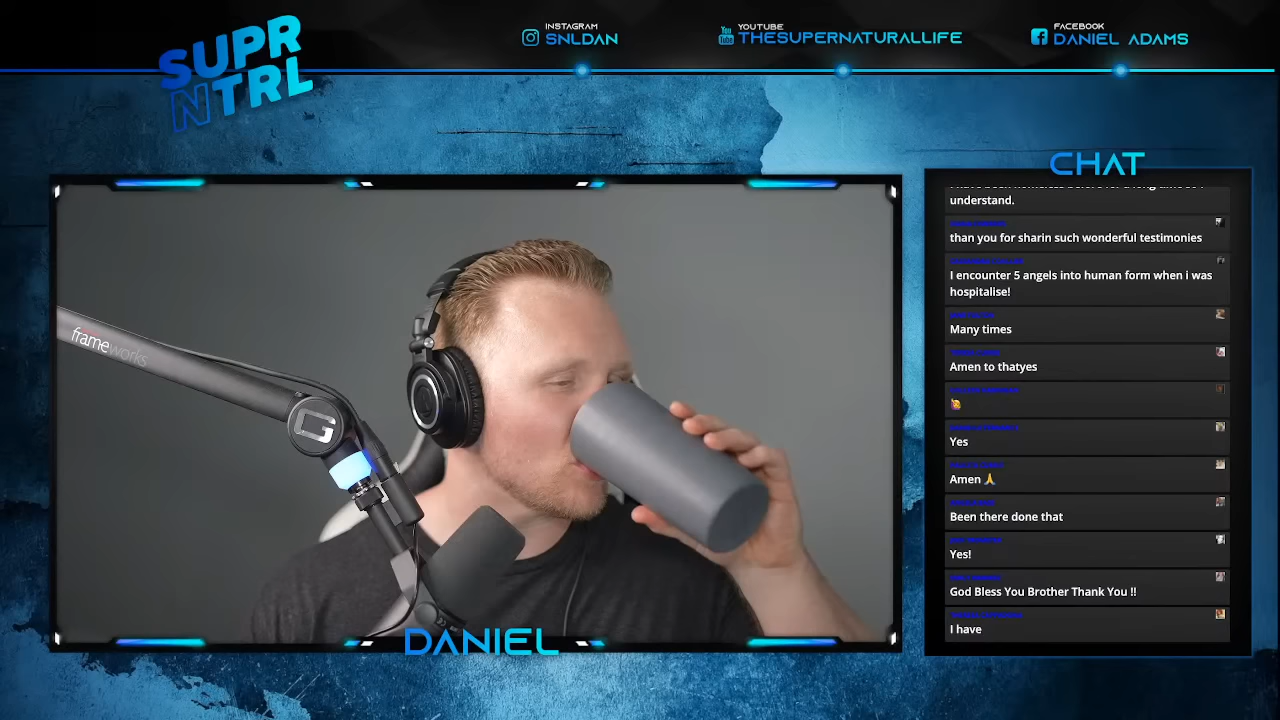 SUPR
NTRL
INSTAGRAM
SNLDAN
YOUTUBE
You
Tube
THESUPERNATURALLIFE
FACEBOOK
DANIEL ADAMS
CHAT
understand.
than you for sharin such wonderful testimonies
I encounter 5 angels into human form when i was
hospitalise!
Many times
Amen to thatyes
Yes
Amen 🙏
Been there done that
Yes!
God Bless You Brother Thank You !!
I have
frameworks
G
DANIEL